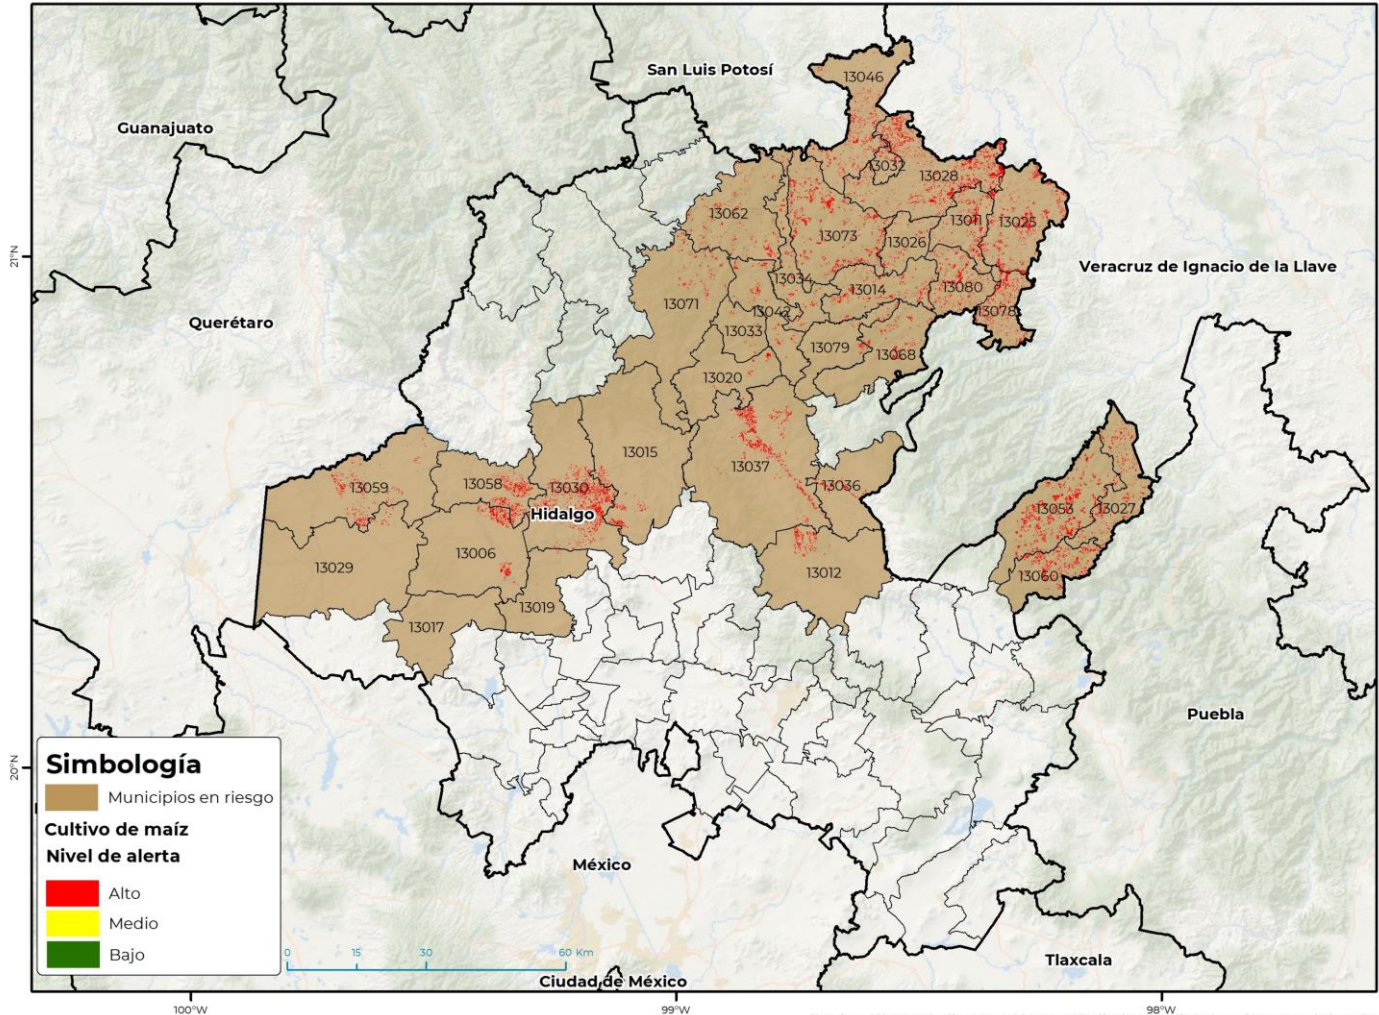 San Luis Potosí
13046
Guanajuato
13032
13028
13062
13011
13025
13073
13026
21°N
Veracruz de Ignacio de la Llave
13034
13014
13080
13071
13042
13078
Querétaro
13033
13079
13068
13020
13015
13037
13059
13058
13030
13036
Hidalgo
13053
13027
13006
13029
13012
13060
13019
13017
Puebla
Simbología
20°N
Municipios en riesgo
Cultivo de maíz
Nivel de alerta
México
Alto
Medio
Bajo
0 15 30 60 Km
Tlaxcala
Ciudad de México
100°W 99°W 98°W